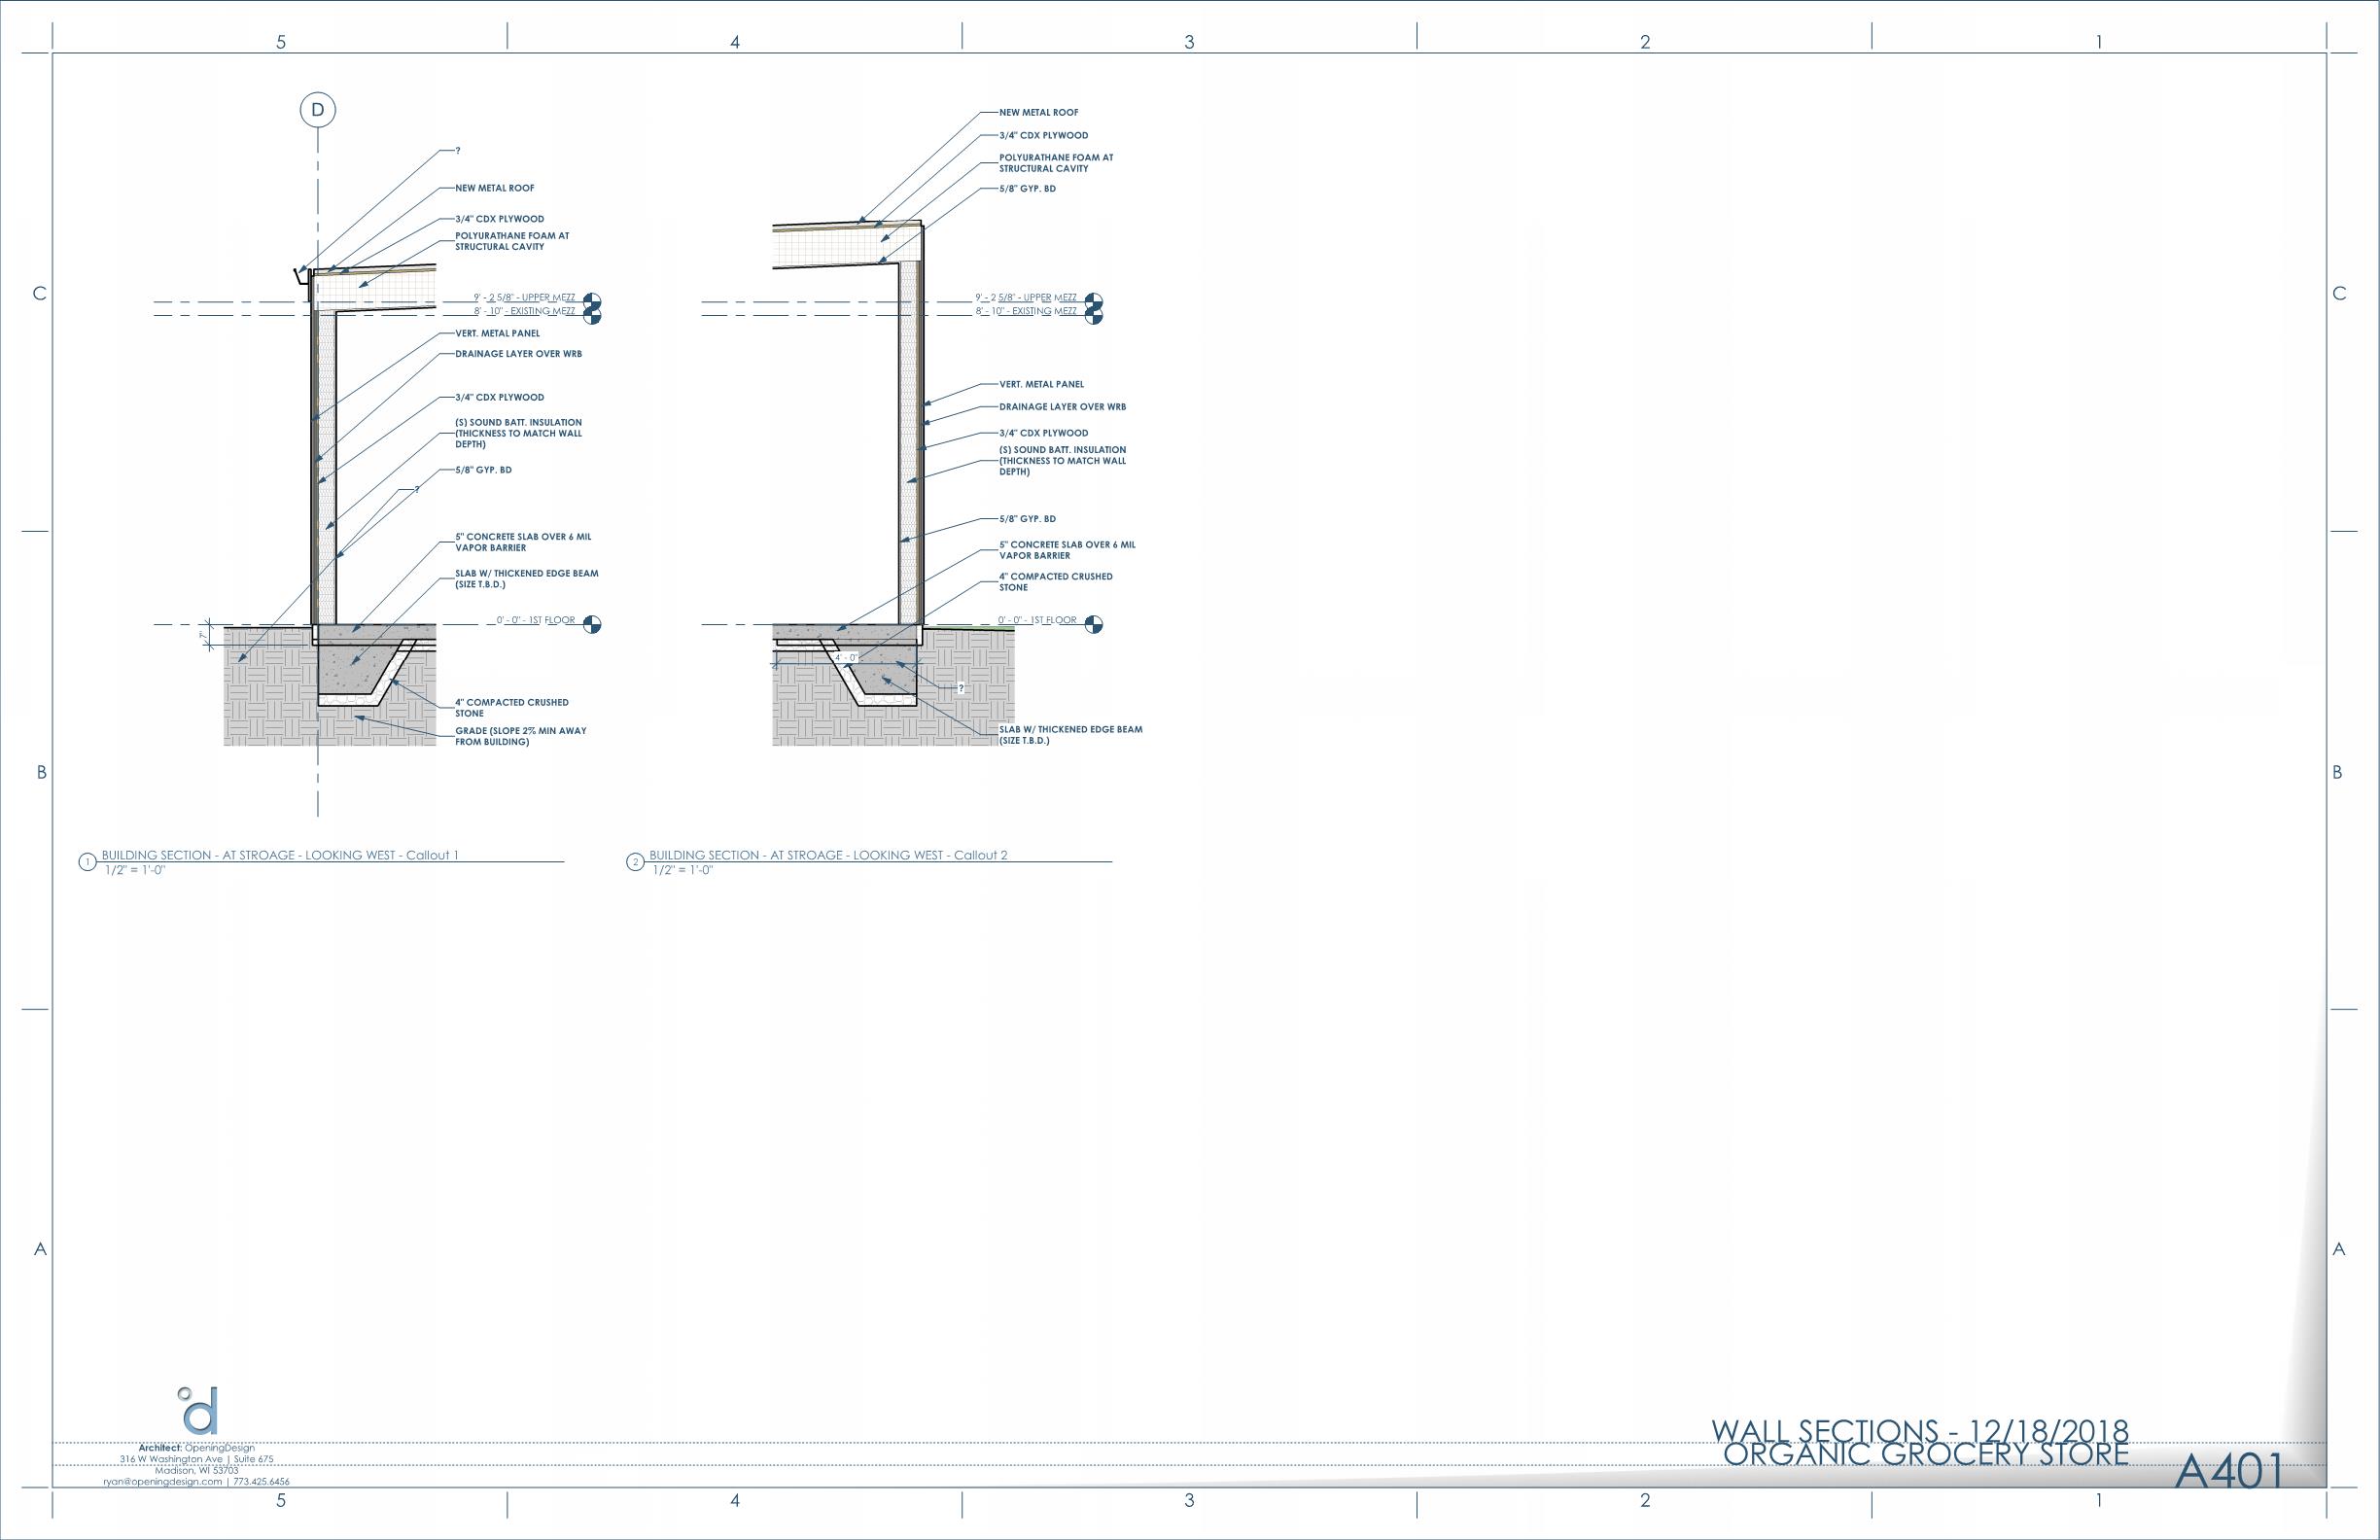 5 4 3 2 1
D
?
NEW METAL ROOF
3/4" CDX PLYWOOD
POLYURATHANE FOAM AT
STRUCTURAL CAVITY
9' - 2 5/8" - UPPER MEZZ
8' - 10" - EXISTING MEZZ
VERT. METAL PANEL
DRAINAGE LAYER OVER WRB
3/4" CDX PLYWOOD
(S) SOUND BATT. INSULATION
(THICKNESS TO MATCH WALL
DEPTH)
5/8" GYP. BD
?
5" CONCRETE SLAB OVER 6 MIL
VAPOR BARRIER
SLAB W/ THICKENED EDGE BEAM
(SIZE T.B.D.)
0' - 0" - 1ST FLOOR
7"
4" COMPACTED CRUSHED
STONE
GRADE (SLOPE 2% MIN AWAY
FROM BUILDING)
1 BUILDING SECTION - AT STROAGE - LOOKING WEST - Callout 1
1/2" = 1'-0"
NEW METAL ROOF
3/4" CDX PLYWOOD
POLYURATHANE FOAM AT
STRUCTURAL CAVITY
5/8" GYP. BD
9' - 2 5/8" - UPPER MEZZ
8' - 10" - EXISTING MEZZ
VERT. METAL PANEL
DRAINAGE LAYER OVER WRB
3/4" CDX PLYWOOD
(S) SOUND BATT. INSULATION
(THICKNESS TO MATCH WALL
DEPTH)
5/8" GYP. BD
5" CONCRETE SLAB OVER 6 MIL
VAPOR BARRIER
4" COMPACTED CRUSHED
STONE
0' - 0" - 1ST FLOOR
4' - 0"
?
SLAB W/ THICKENED EDGE BEAM
(SIZE T.B.D.)
2 BUILDING SECTION - AT STROAGE - LOOKING WEST - Callout 2
1/2" = 1'-0"
C C
B B
A A
d
Architect: OpeningDesign
316 W Washington Ave | Suite 675
Madison, WI 53703
ryan@openingdesign.com | 773.425.6456
WALL SECTIONS - 12/18/2018
ORGANIC GROCERY STORE
A401
5 4 3 2 1